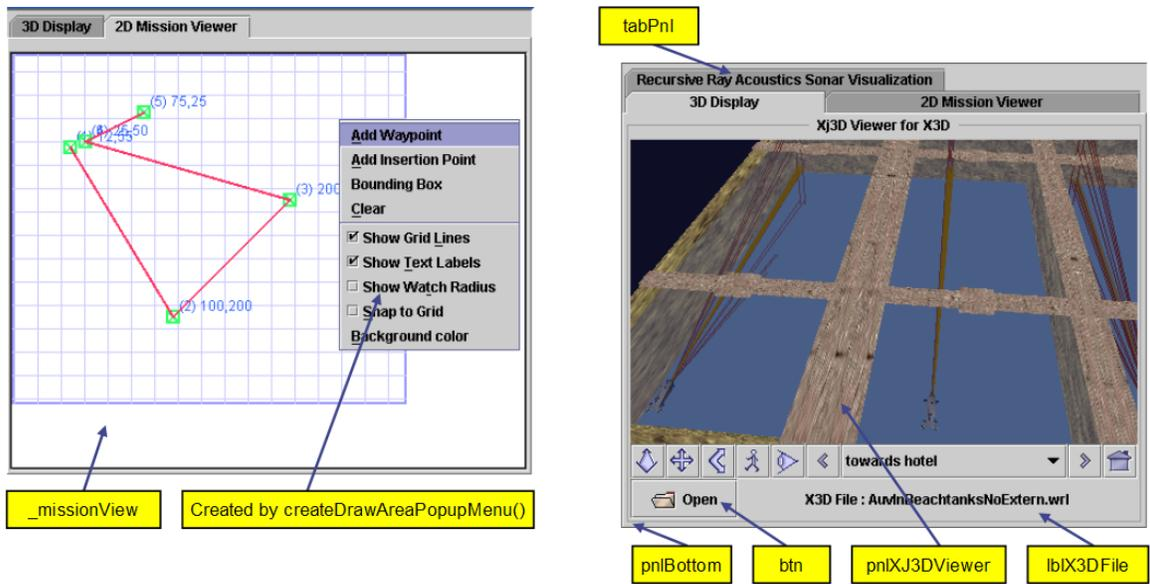 3D Display
2D Mission Viewer
(5) 75,25
(2) 100,200
Add Waypoint
Add Insertion Point
Bounding Box
Clear
Show Grid Lines
Show Text Labels
Show Watch Radius
Snap to Grid
Background color
(3) 200
_missionView
Created by createDrawAreaPopupMenu()
tabPnl
Recursive Ray Acoustics Sonar Visualization
3D Display
2D Mission Viewer
Xj3D Viewer for X3D
towards hotel
Open
X3D File : AuvInBeachtanksNoExtern.wrl
pnlBottom
btn
pnlXJ3DViewer
lblX3DFile